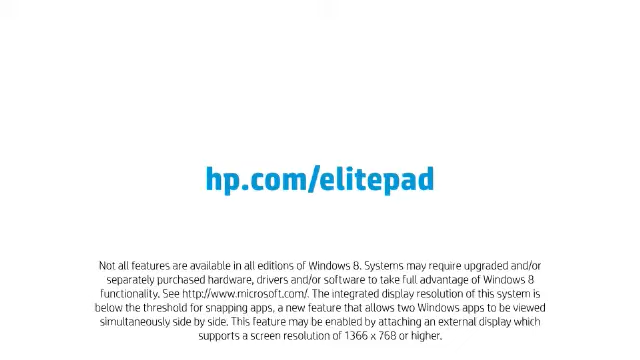 hp.com/elitepad
Not all features are available in all editions of Windows 8. Systems may require upgraded and/or
separately purchased hardware, drivers and/or software to take full advantage of Windows 8
functionality. See http://www.microsoft.com/. The integrated display resolution of this system is
below the threshold for snapping apps, a new feature that allows two Windows apps to be viewed
simultaneously side by side. This feature may be enabled by attaching an external display which
supports a screen resolution of 1366 x 768 or higher.